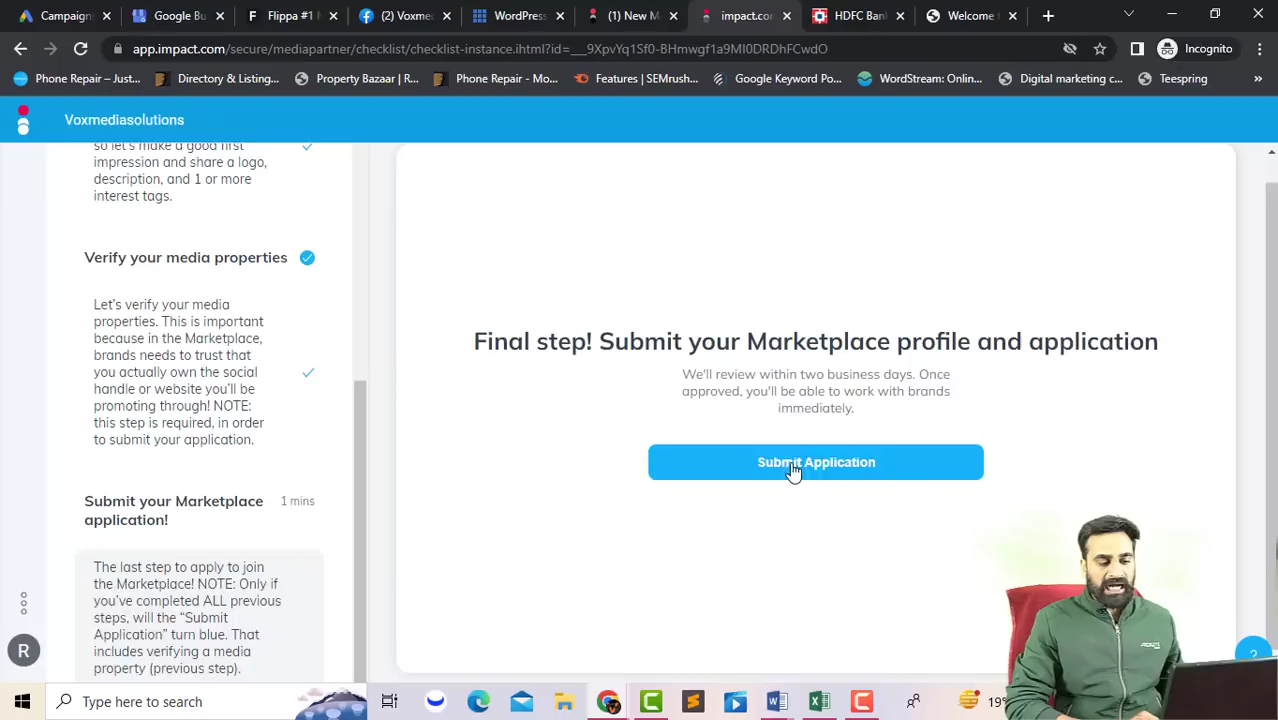 Campaigns
Google Bu
Flippa #1 M
(2) Voxmed
WordPress
(1) New M
impact.com
HDFC Bank
Welcome
app.impact.com/secure/mediapartner/checklist/checklist-instance.ihtml?id=__9XpvYq1Sf0-BHmwgf1a9MI0DRDhFCwdO
Incognito
Phone Repair – Just...
Directory & Listing...
Property Bazaar | R...
Phone Repair - Mo...
Features | SEMrush...
Google Keyword Po...
WordStream: Onlin...
Digital marketing c...
Teespring
»
Voxmediasolutions
so let's make a good first
impression and share a logo,
description, and 1 or more
interest tags.
Verify your media properties
Let's verify your media
properties. This is important
because in the Marketplace,
brands needs to trust that
you actually own the social
handle or website you'll be
promoting through! NOTE:
this step is required, in order
to submit your application.
Submit your Marketplace
application!
1 mins
The last step to apply to join
the Marketplace! NOTE: Only if
you've completed ALL previous
steps, will the "Submit
Application" turn blue. That
includes verifying a media
property (previous step).
R
Final step! Submit your Marketplace profile and application
We'll review within two business days. Once
approved, you'll be able to work with brands
immediately.
Submit Application
?
Type here to search
19°